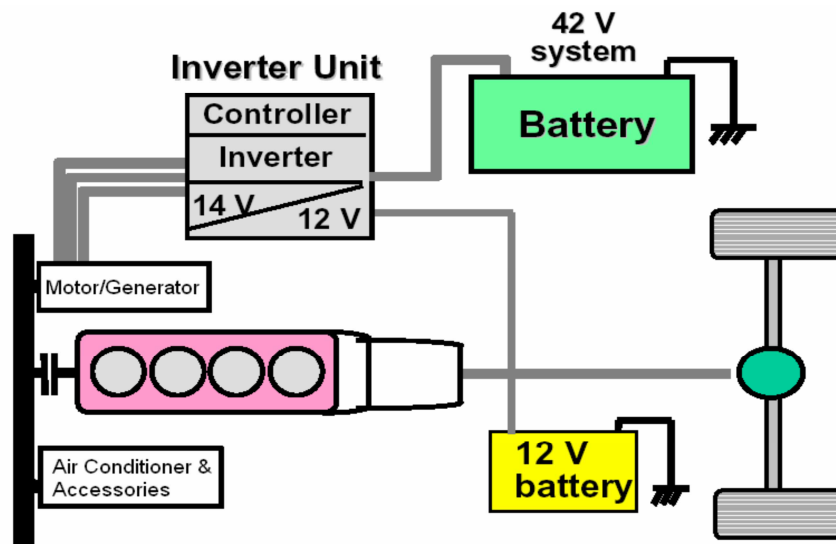 42 V
system
Inverter Unit
Controller
Battery
Inverter
14 V
12 V
Motor/Generator
12 V
battery
Air Conditioner &
Accessories